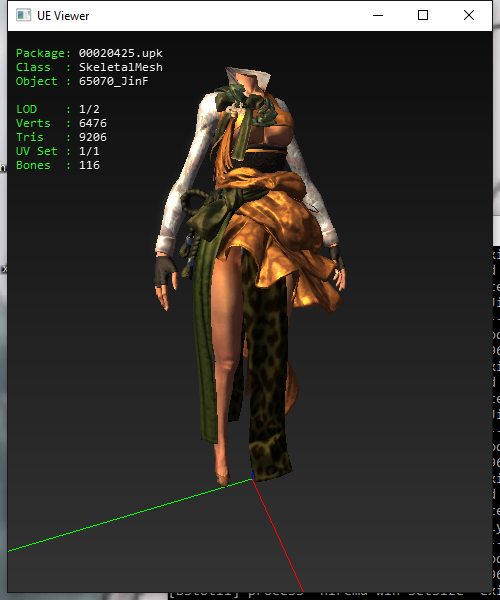 UE Viewer
Package: 00020425.upk
Class : SkeletalMesh
Object : 65070_JinF
LOD : 1/2
Verts : 6476
Tris : 9206
UV Set : 1/1
Bones : 116